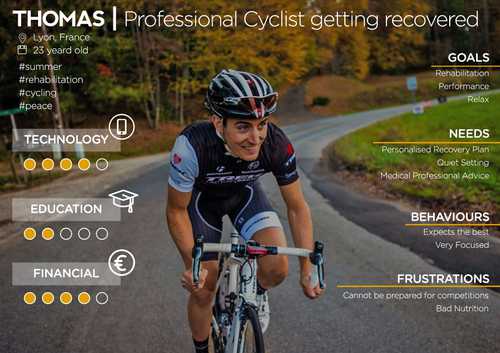 THOMAS | Professional Cyclist getting recovered
Lyon, France
23 yeard old
#summer
#rehabilitation
#cycling
#peace
TECHNOLOGY
EDUCATION
FINANCIAL
€
GOALS
Rehabilitation
Performance
Relax
NEEDS
Personalised Recovery Plan
Quiet Setting
Medical Professional Advice
BEHAVIOURS
Expects the best
Very Focused
FRUSTRATIONS
Cannot be prepared for competitions
Bad Nutrition
TREK